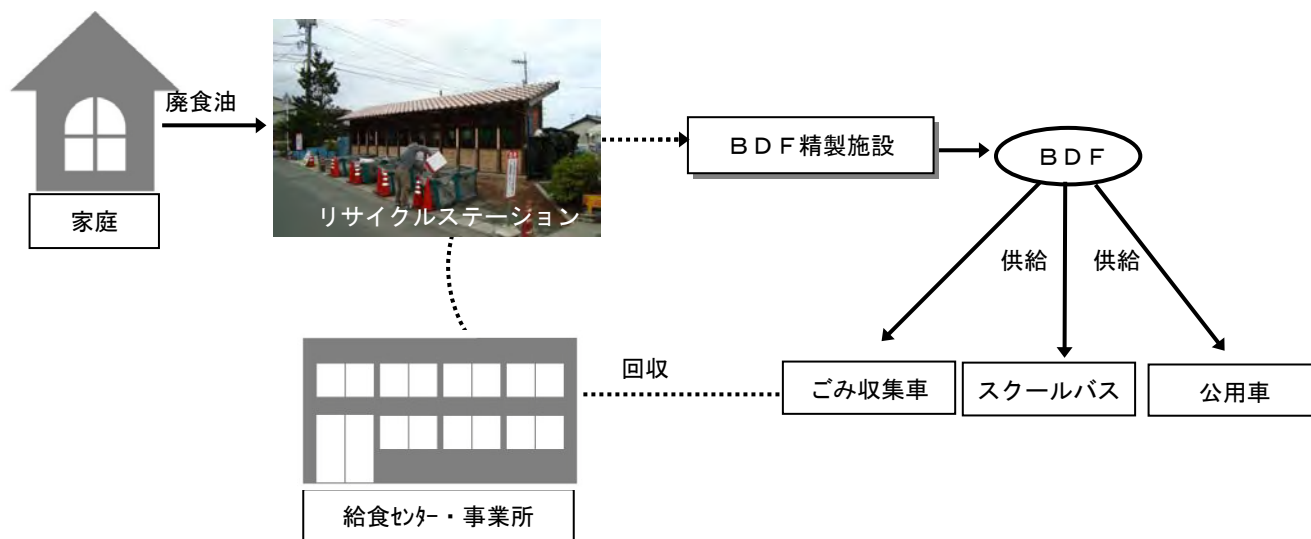 廃食油
家庭
リサイクルステーション
ＢＤＦ精製施設
ＢＤＦ
供給
供給
回収
ごみ収集車
スクールバス
公用車
給食ｾﾝﾀｰ・事業所